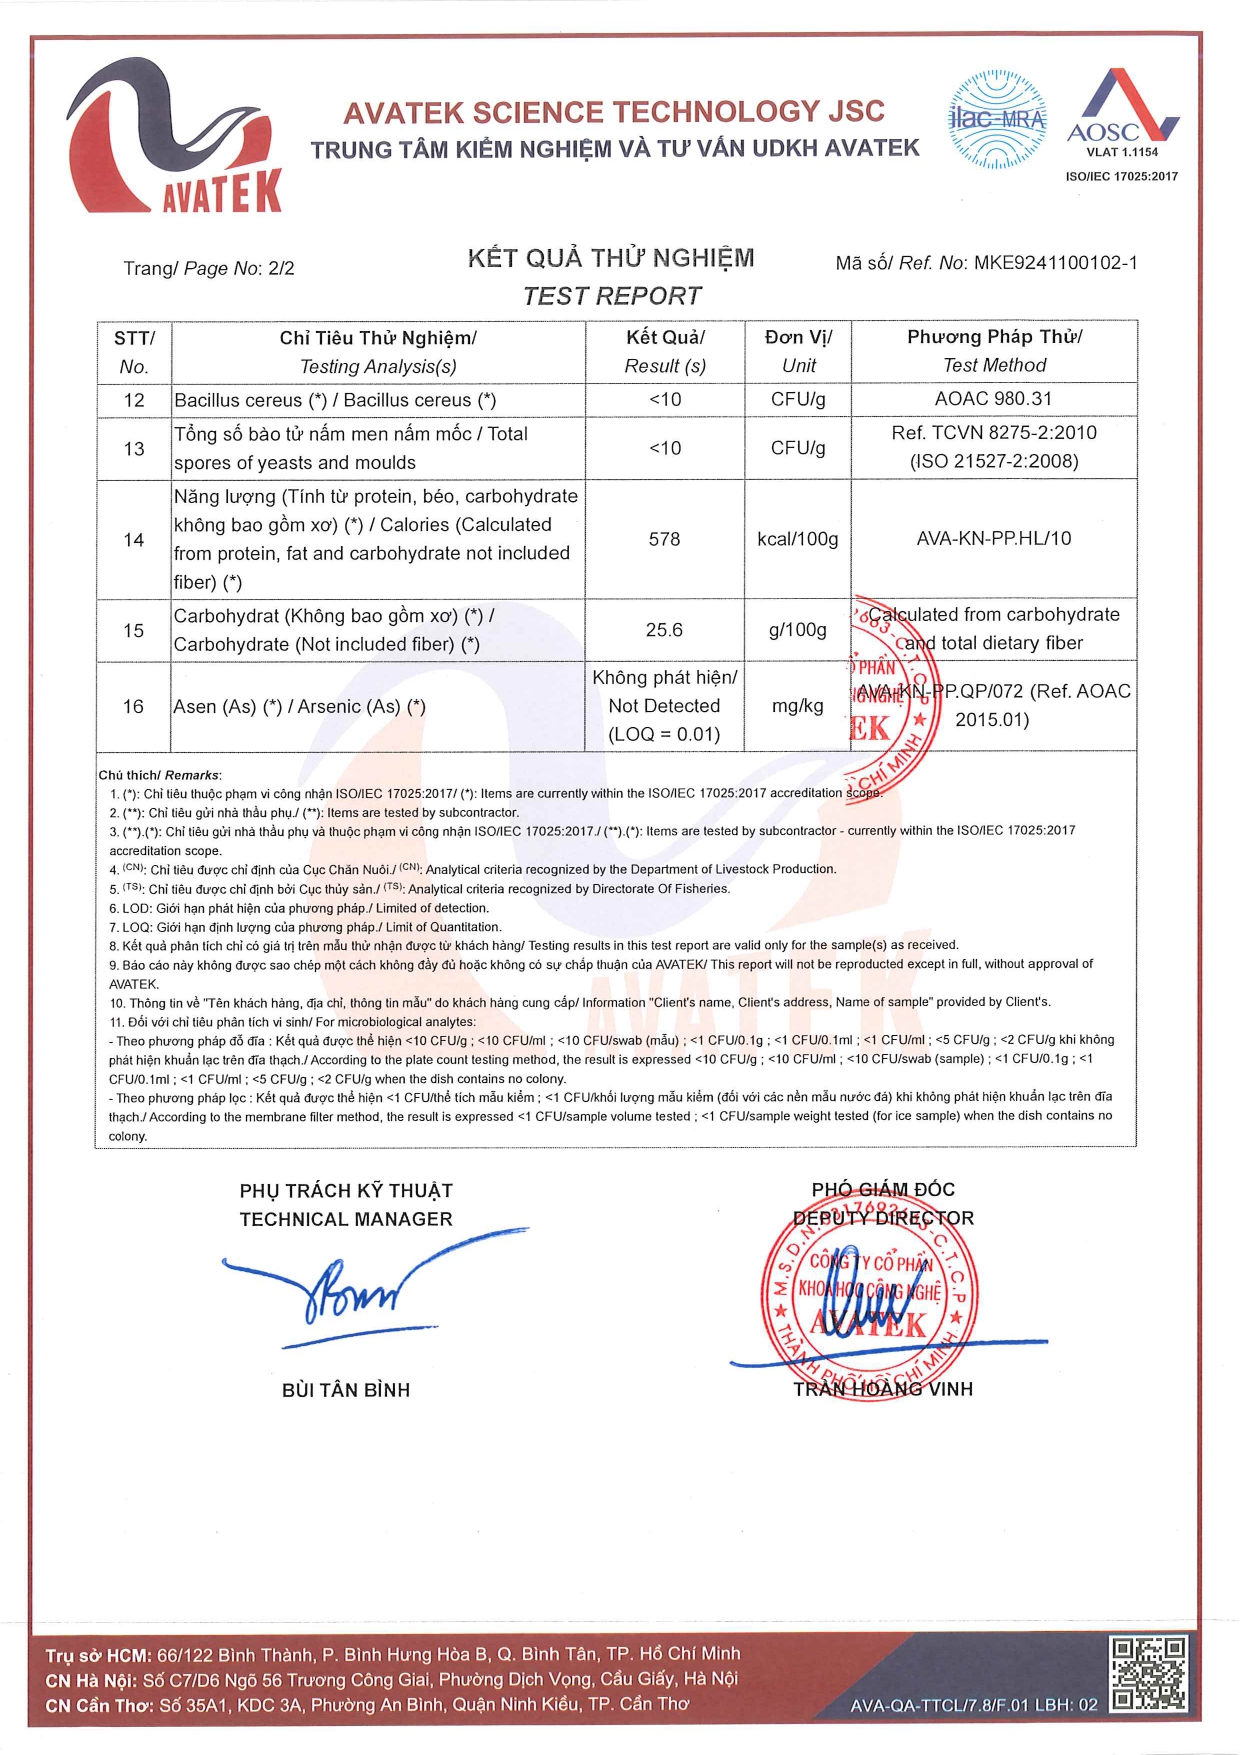 AVATEK
AVATEK SCIENCE TECHNOLOGY JSC
TRUNG TÂM KIỂM NGHIỆM VÀ TƯ VẤN UDKH AVATEK
ilac-MRA
AOSC
VLAT 1.1154
ISO/IEC 17025:2017
Trang/ Page No: 2/2
KẾT QUẢ THỬ NGHIỆM
TEST REPORT
Mã số/ Ref. No: MKE9241100102-1
STT/ No.
Chỉ Tiêu Thử Nghiệm/ Testing Analysis(s)
Kết Quả/ Result (s)
Đơn Vị/ Unit
Phương Pháp Thử/ Test Method
12
Bacillus cereus (*) / Bacillus cereus (*)
<10
CFU/g
AOAC 980.31
13
Tổng số bào tử nấm men nấm mốc / Total
spores of yeasts and moulds
<10
CFU/g
Ref. TCVN 8275-2:2010
(ISO 21527-2:2008)
14
Năng lượng (Tính từ protein, béo, carbohydrate
không bao gồm xơ) (*) / Calories (Calculated
from protein, fat and carbohydrate not included
fiber) (*)
578
kcal/100g
AVA-KN-PP.HL/10
15
Carbohydrat (Không bao gồm xơ) (*) /
Carbohydrate (Not included fiber) (*)
25.6
g/100g
Calculated from carbohydrate
and total dietary fiber
16
Asen (As) (*) / Arsenic (As) (*)
Không phát hiện/
Not Detected
(LOQ = 0.01)
mg/kg
AVA-KN-PP.QP/072 (Ref. AOAC
2015.01)
Chú thích/ Remarks:
1. (*): Chỉ tiêu thuộc phạm vi công nhận ISO/IEC 17025:2017/ (*): Items are currently within the ISO/IEC 17025:2017 accreditation scope.
2. (**): Chỉ tiêu gửi nhà thầu phụ./ (**): Items are tested by subcontractor.
3. (**).(*): Chỉ tiêu gửi nhà thầu phụ và thuộc phạm vi công nhận ISO/IEC 17025:2017./ (**).(*): Items are tested by subcontractor - currently within the ISO/IEC 17025:2017
accreditation scope.
4. (CN): Chỉ tiêu được chỉ định của Cục Chăn Nuôi./ (CN): Analytical criteria recognized by the Department of Livestock Production.
5. (TS): Chỉ tiêu được chỉ định bởi Cục thủy sản./ (TS): Analytical criteria recognized by Directorate Of Fisheries.
6. LOD: Giới hạn phát hiện của phương pháp./ Limited of detection.
7. LOQ: Giới hạn định lượng của phương pháp./ Limit of Quantitation.
8. Kết quả phân tích chỉ có giá trị trên mẫu thử nhận được từ khách hàng/ Testing results in this test report are valid only for the sample(s) as received.
9. Báo cáo này không được sao chép một cách không đầy đủ hoặc không có sự chấp thuận của AVATEK/ This report will not be reproduced except in full, without approval of
AVATEK.
10. Thông tin về "Tên khách hàng, địa chỉ, thông tin mẫu" do khách hàng cung cấp/ Information "Client's name, Client's address, Name of sample" provided by Client's.
11. Đối với chỉ tiêu phân tích vi sinh/ For microbiological analytes:
- Theo phương pháp đổ đĩa : Kết quả được thể hiện <10 CFU/g ; <10 CFU/ml ; <10 CFU/swab (mẫu) ; <1 CFU/0.1g ; <1 CFU/0.1ml ; <1 CFU/ml ; <5 CFU/g ; <2 CFU/g khi không
phát hiện khuẩn lạc trên đĩa thạch./ According to the plate count testing method, the result is expressed <10 CFU/g ; <10 CFU/ml ; <10 CFU/swab (sample) ; <1 CFU/0.1g ; <1
CFU/0.1ml ; <1 CFU/ml ; <5 CFU/g ; <2 CFU/g when the dish contains no colony.
- Theo phương pháp lọc : Kết quả được thể hiện <1 CFU/thể tích mẫu kiểm ; <1 CFU/khối lượng mẫu kiểm (đối với các nền mẫu nước đá) khi không phát hiện khuẩn lạc trên đĩa
thạch./ According to the membrane filter method, the result is expressed <1 CFU/sample volume tested ; <1 CFU/sample weight tested (for ice sample) when the dish contains no
colony.
PHỤ TRÁCH KỸ THUẬT
TECHNICAL MANAGER
BÙI TÂN BÌNH
PHÓ GIÁM ĐỐC
DEPUTY DIRECTOR
CÔNG TY CỔ PHẦN
KHOA HỌC CÔNG NGHỆ
AVATEK
THÀNH PHỐ HỒ CHÍ MINH
TRẦN HOÀNG VINH
Trụ sở HCM: 66/122 Bình Thành, P. Bình Hưng Hòa B, Q. Bình Tân, TP. Hồ Chí Minh
CN Hà Nội: Số C7/D6 Ngõ 56 Trương Công Giai, Phường Dịch Vọng, Cầu Giấy, Hà Nội
CN Cần Thơ: Số 35A1, KDC 3A, Phường An Bình, Quận Ninh Kiều, TP. Cần Thơ
AVA-QA-TTCL/7.8/F.01 LBH: 02